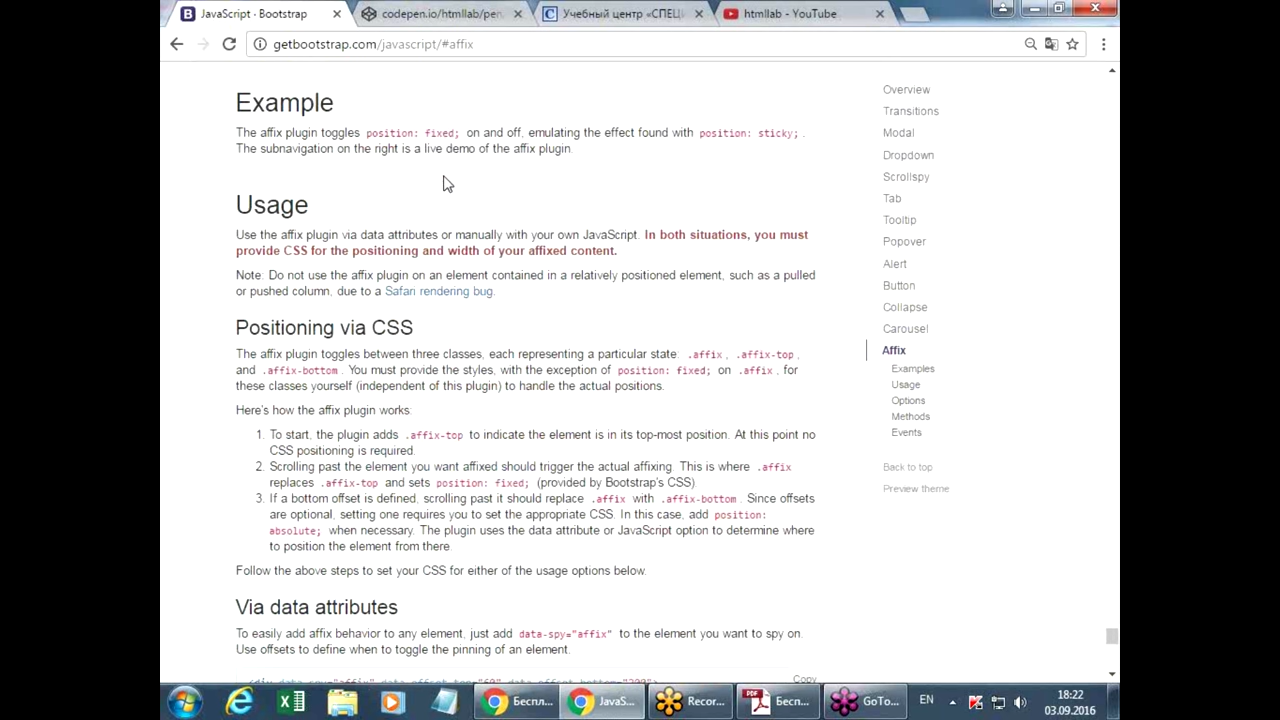 JavaScript · Bootstrap
codepen.io/htmllab/pen
Учебный центр «СПЕЦИ
htmllab - YouTube
getbootstrap.com/javascript/#affix
Example
The affix plugin toggles position: fixed; on and off, emulating the effect found with position: sticky; .
The subnavigation on the right is a live demo of the affix plugin.
Usage
Use the affix plugin via data attributes or manually with your own JavaScript. In both situations, you must
provide CSS for the positioning and width of your affixed content.
Note: Do not use the affix plugin on an element contained in a relatively positioned element, such as a pulled
or pushed column, due to a Safari rendering bug.
Positioning via CSS
The affix plugin toggles between three classes, each representing a particular state: .affix , .affix-top ,
and .affix-bottom . You must provide the styles, with the exception of position: fixed; on .affix , for
these classes yourself (independent of this plugin) to handle the actual positions.
Here's how the affix plugin works:
1. To start, the plugin adds .affix-top to indicate the element is in its top-most position. At this point no
CSS positioning is required.
2. Scrolling past the element you want affixed should trigger the actual affixing. This is where .affix
replaces .affix-top and sets position: fixed; (provided by Bootstrap's CSS).
3. If a bottom offset is defined, scrolling past it should replace .affix with .affix-bottom . Since offsets
are optional, setting one requires you to set the appropriate CSS. In this case, add position:
absolute; when necessary. The plugin uses the data attribute or JavaScript option to determine where
to position the element from there.
Follow the above steps to set your CSS for either of the usage options below.
Via data attributes
To easily add affix behavior to any element, just add data-spy="affix" to the element you want to spy on.
Use offsets to define when to toggle the pinning of an element.
Copy
<div data-spy="affix" data-offset-top="60" data-offset-bottom="200">
Overview
Transitions
Modal
Dropdown
Scrollspy
Tab
Tooltip
Popover
Alert
Button
Collapse
Carousel
Affix
Examples
Usage
Options
Methods
Events
Back to top
Preview theme
Беспл...
JavaS...
Recor...
PDF
Беспл...
GoTo...
EN
18:22
03.09.2016